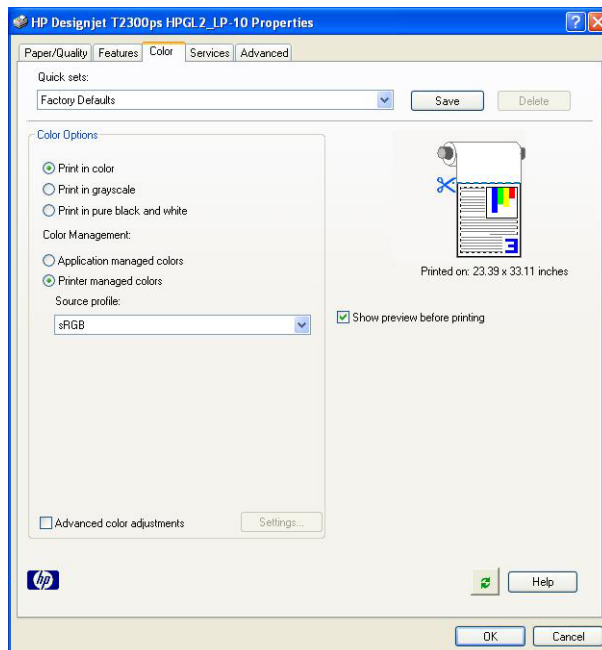 HP Designjet T2300ps HPGL2_LP-10 Properties
Paper/Quality Features Color Services Advanced
Quick sets:
Factory Defaults
Save
Delete
Color Options
Print in color
Print in grayscale
Print in pure black and white
Color Management:
Application managed colors
Printer managed colors
Source profile:
sRGB
Printed on: 23.39 x 33.11 inches
Show preview before printing
Advanced color adjustments
Settings...
hp
Help
OK
Cancel